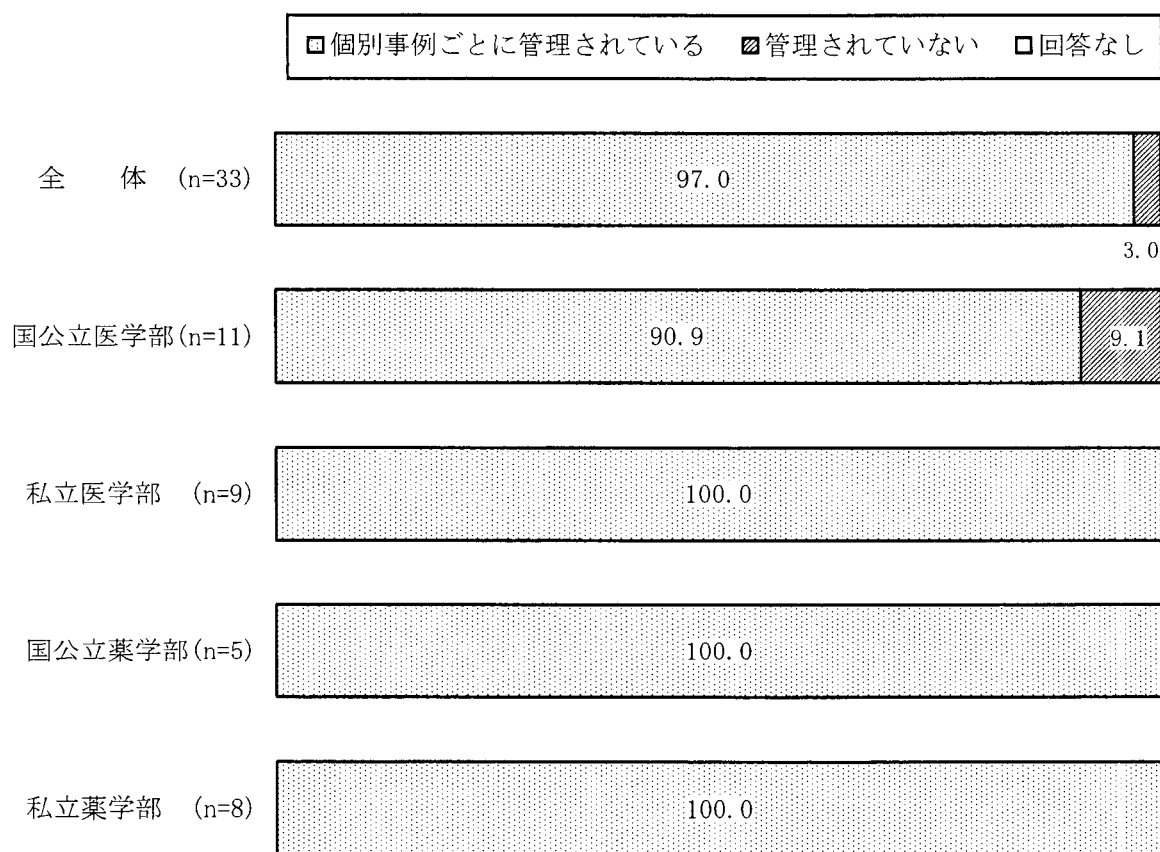 個別事例ごとに管理されている 管理されていない 回答なし
全 体 (n=33) 97.0
3.0
国公立医学部(n=11) 90.9 9.1
私立医学部 (n=9) 100.0
国公立薬学部(n=5) 100.0
私立薬学部 (n=8) 100.0